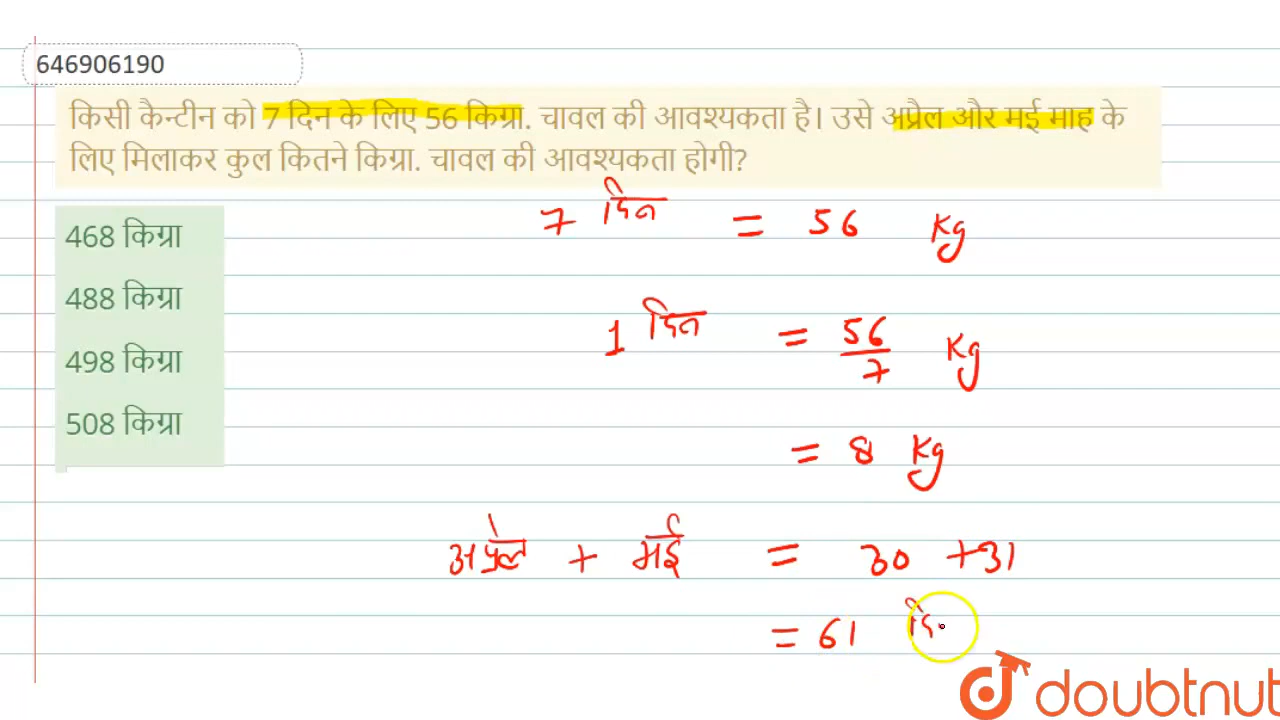 646906190
किसी कैन्टीन को 7 दिन के लिए 56 किग्रा. चावल की आवश्यकता है। उसे अप्रैल और मई माह के
लिए मिलाकर कुल कितने किग्रा. चावल की आवश्यकता होगी?
468 किग्रा
488 किग्रा
498 किग्रा
508 किग्रा
7 दिन = 56 Kg
1 दिन = 56/7 Kg
= 8 Kg
अप्रैल + मई = 30 + 31
= 61 दि
doubtnut